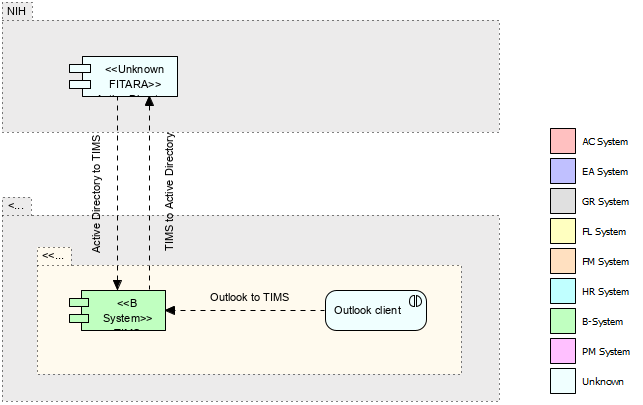 NIH
<<Unknown
FITARA>>
Active Directory to TIMS
TIMS to Active Directory
<...
<<...
<<B
System>>
Outlook to TIMS
Outlook client
AC System
EA System
GR System
FL System
FM System
HR System
B-System
PM System
Unknown